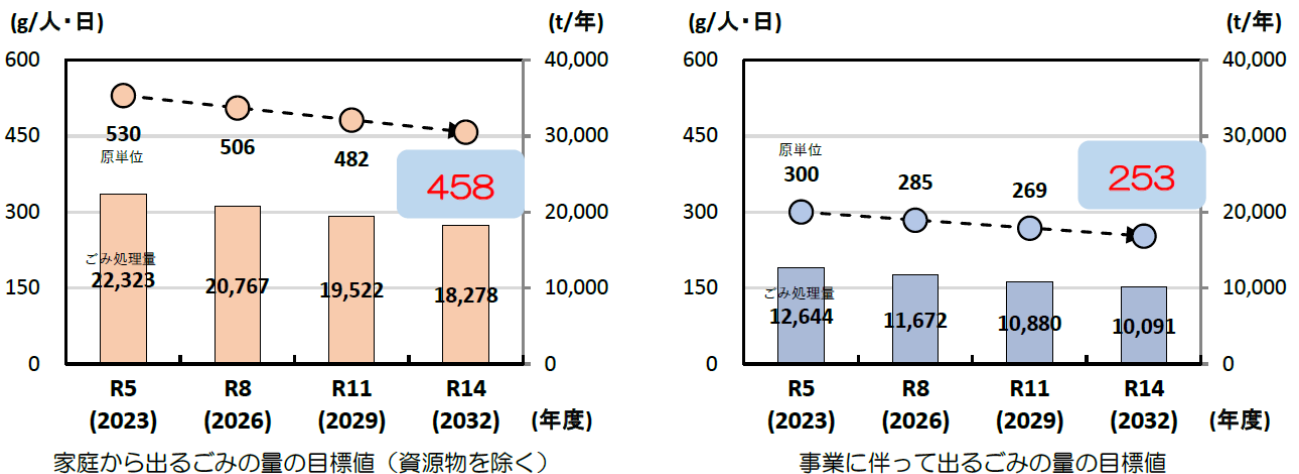 (g/人・日) (t/年)
600 40,000
530
原単位
506
482
458
450 30,000
300 20,000
ごみ処理量
22,323
20,767
19,522
18,278
150 10,000
0 0
R5 R8 R11 R14
(2023) (2026) (2029) (2032) (年度)
家庭から出るごみの量の目標値（資源物を除く）
(g/人・日) (t/年)
600 40,000
450 30,000
原単位
300
285
269
253
300 20,000
ごみ処理量
12,644
11,672
10,880
10,091
150 10,000
0 0
R5 R8 R11 R14
(2023) (2026) (2029) (2032) (年度)
事業に伴って出るごみの量の目標値